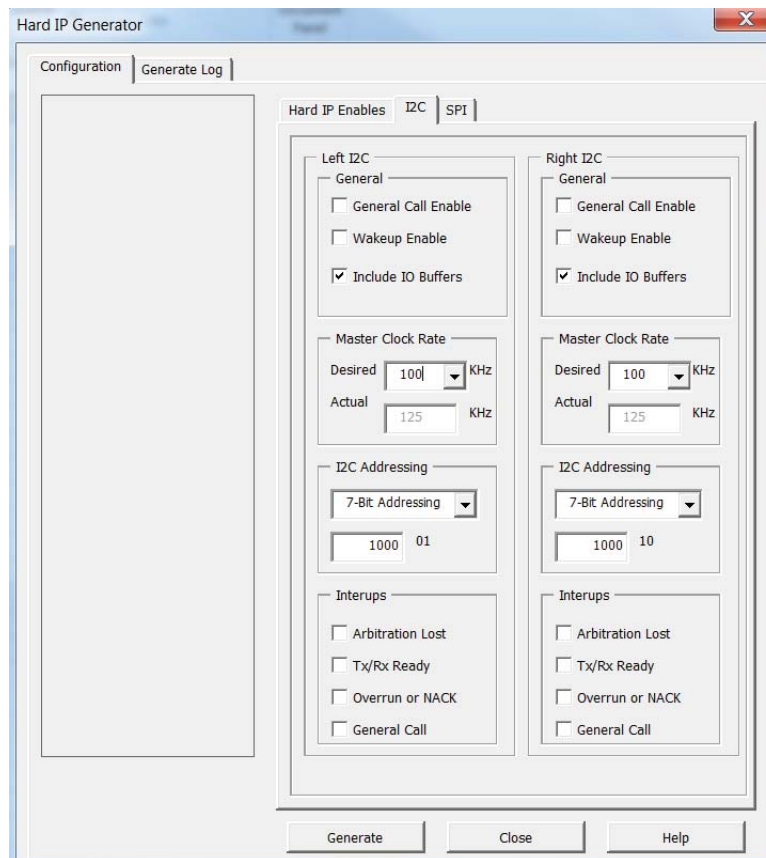 Hard IP Generator
Configuration
Generate Log
Hard IP Enables
I2C
SPI
Left I2C
General
General Call Enable
Wakeup Enable
Include IO Buffers
Master Clock Rate
Desired 100 KHz
Actual 125 KHz
I2C Addressing
7-Bit Addressing
1000 01
Interups
Arbitration Lost
Tx/Rx Ready
Overrun or NACK
General Call
Right I2C
General
General Call Enable
Wakeup Enable
Include IO Buffers
Master Clock Rate
Desired 100 KHz
Actual 125 KHz
I2C Addressing
7-Bit Addressing
1000 10
Interups
Arbitration Lost
Tx/Rx Ready
Overrun or NACK
General Call
Generate
Close
Help